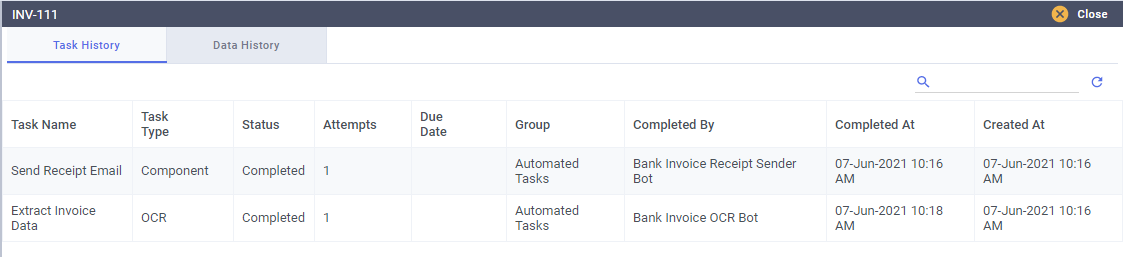 INV-111
Close
Task History
Data History
Task Name
Task Type
Status
Attempts
Due Date
Group
Completed By
Completed At
Created At
Send Receipt Email
Component
Completed
1
Automated Tasks
Bank Invoice Receipt Sender Bot
07-Jun-2021 10:16 AM
07-Jun-2021 10:16 AM
Extract Invoice Data
OCR
Completed
1
Automated Tasks
Bank Invoice OCR Bot
07-Jun-2021 10:18 AM
07-Jun-2021 10:16 AM